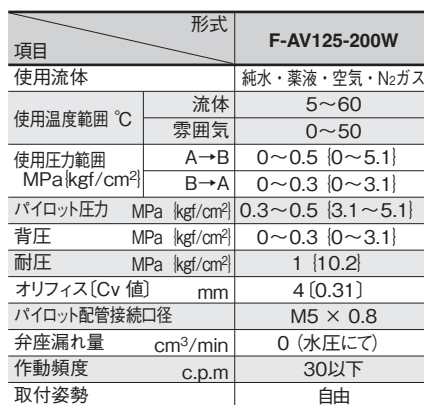 形式
項目 F-AV125-200W
使用流体 純水・薬液・空気・N₂ガス
使用温度範囲 ℃ 流体 5〜60
雰囲気 0〜50
使用圧力範囲 MPa{kgf/cm²} A→B 0〜0.5 {0〜5.1}
B→A 0〜0.3 {0〜3.1}
パイロット圧力 MPa {kgf/cm²} 0.3〜0.5 {3.1〜5.1}
背圧 MPa {kgf/cm²} 0〜0.3 {0〜3.1}
耐圧 MPa {kgf/cm²} 1 {10.2}
オリフィス〔Cv 値〕 mm 4〔0.31〕
パイロット配管接続口径 M5 × 0.8
弁座漏れ量 cm³/min 0 (水圧にて)
作動頻度 c.p.m 30以下
取付姿勢 自由